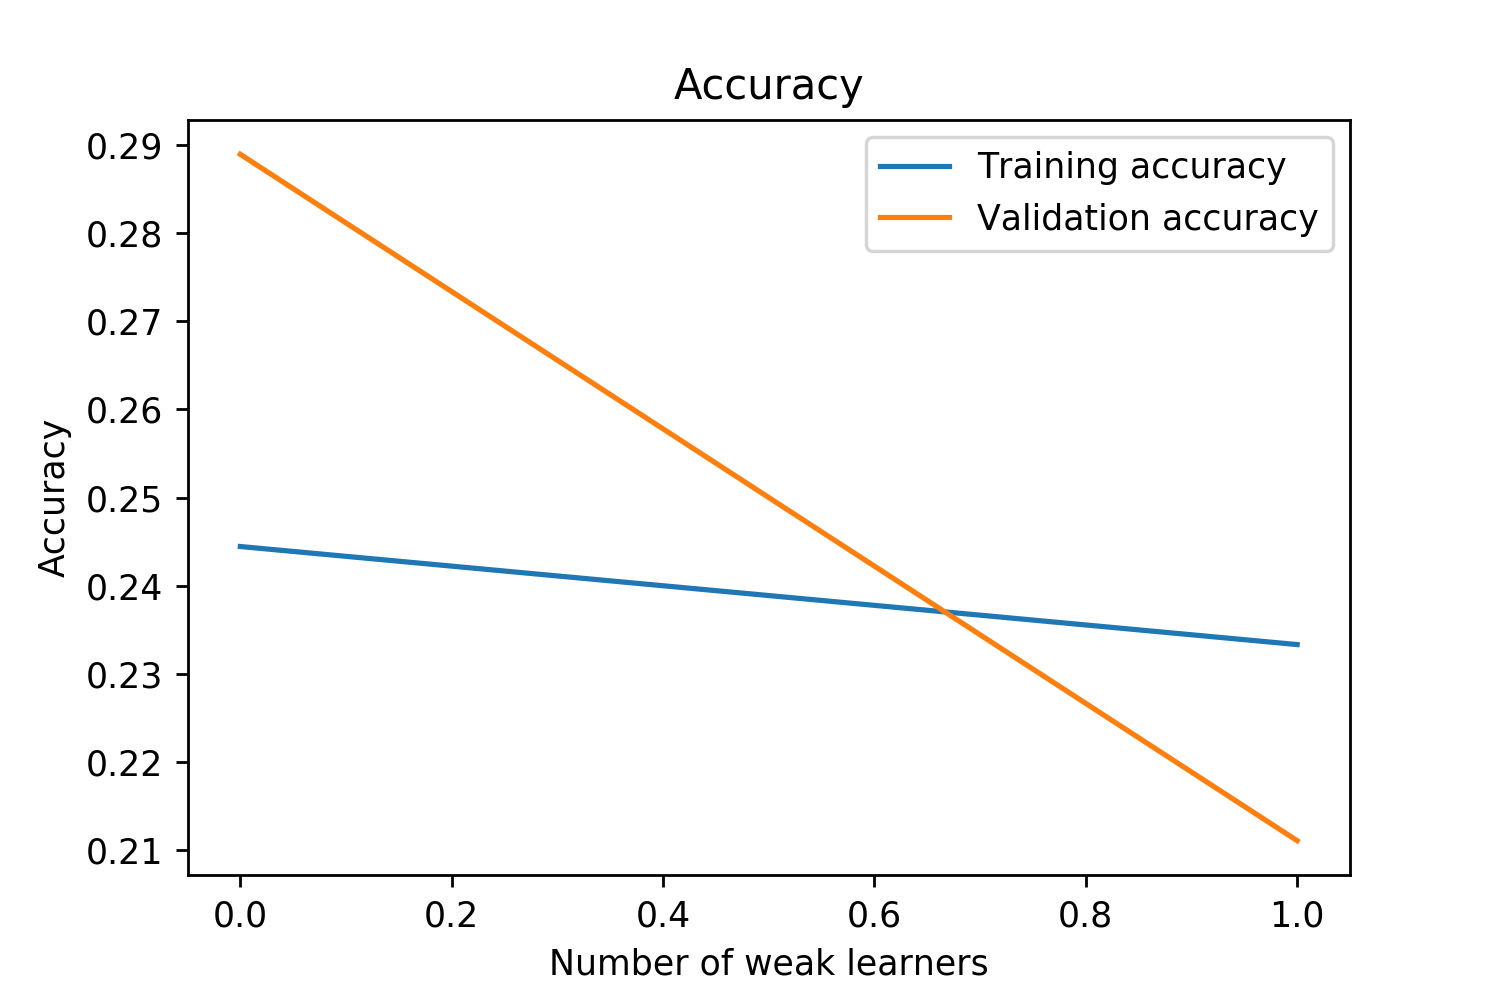 Accuracy
Training accuracy
Validation accuracy
0.29
0.28
0.27
0.26
0.25
0.24
0.23
0.22
0.21
Accuracy
0.0 0.2 0.4 0.6 0.8 1.0
Number of weak learners